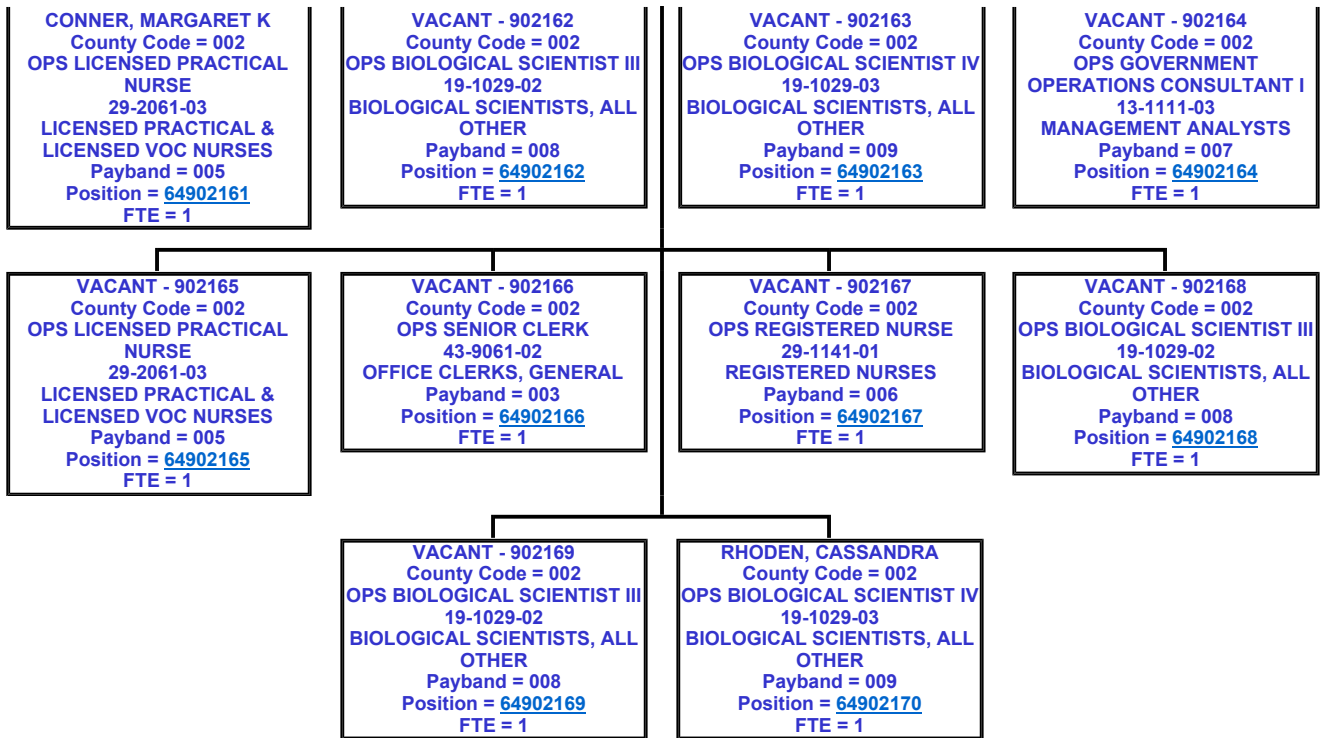 CONNER, MARGARET K
County Code = 002
OPS LICENSED PRACTICAL
NURSE
29-2061-03
LICENSED PRACTICAL &
LICENSED VOC NURSES
Payband = 005
Position = 64902161
FTE = 1
VACANT - 902162
County Code = 002
OPS BIOLOGICAL SCIENTIST III
19-1029-02
BIOLOGICAL SCIENTISTS, ALL
OTHER
Payband = 008
Position = 64902162
FTE = 1
VACANT - 902163
County Code = 002
OPS BIOLOGICAL SCIENTIST IV
19-1029-03
BIOLOGICAL SCIENTISTS, ALL
OTHER
Payband = 009
Position = 64902163
FTE = 1
VACANT - 902164
County Code = 002
OPS GOVERNMENT
OPERATIONS CONSULTANT I
13-1111-03
MANAGEMENT ANALYSTS
Payband = 007
Position = 64902164
FTE = 1
VACANT - 902165
County Code = 002
OPS LICENSED PRACTICAL
NURSE
29-2061-03
LICENSED PRACTICAL &
LICENSED VOC NURSES
Payband = 005
Position = 64902165
FTE = 1
VACANT - 902166
County Code = 002
OPS SENIOR CLERK
43-9061-02
OFFICE CLERKS, GENERAL
Payband = 003
Position = 64902166
FTE = 1
VACANT - 902167
County Code = 002
OPS REGISTERED NURSE
29-1141-01
REGISTERED NURSES
Payband = 006
Position = 64902167
FTE = 1
VACANT - 902168
County Code = 002
OPS BIOLOGICAL SCIENTIST III
19-1029-02
BIOLOGICAL SCIENTISTS, ALL
OTHER
Payband = 008
Position = 64902168
FTE = 1
VACANT - 902169
County Code = 002
OPS BIOLOGICAL SCIENTIST III
19-1029-02
BIOLOGICAL SCIENTISTS, ALL
OTHER
Payband = 008
Position = 64902169
FTE = 1
RHODEN, CASSANDRA
County Code = 002
OPS BIOLOGICAL SCIENTIST IV
19-1029-03
BIOLOGICAL SCIENTISTS, ALL
OTHER
Payband = 009
Position = 64902170
FTE = 1